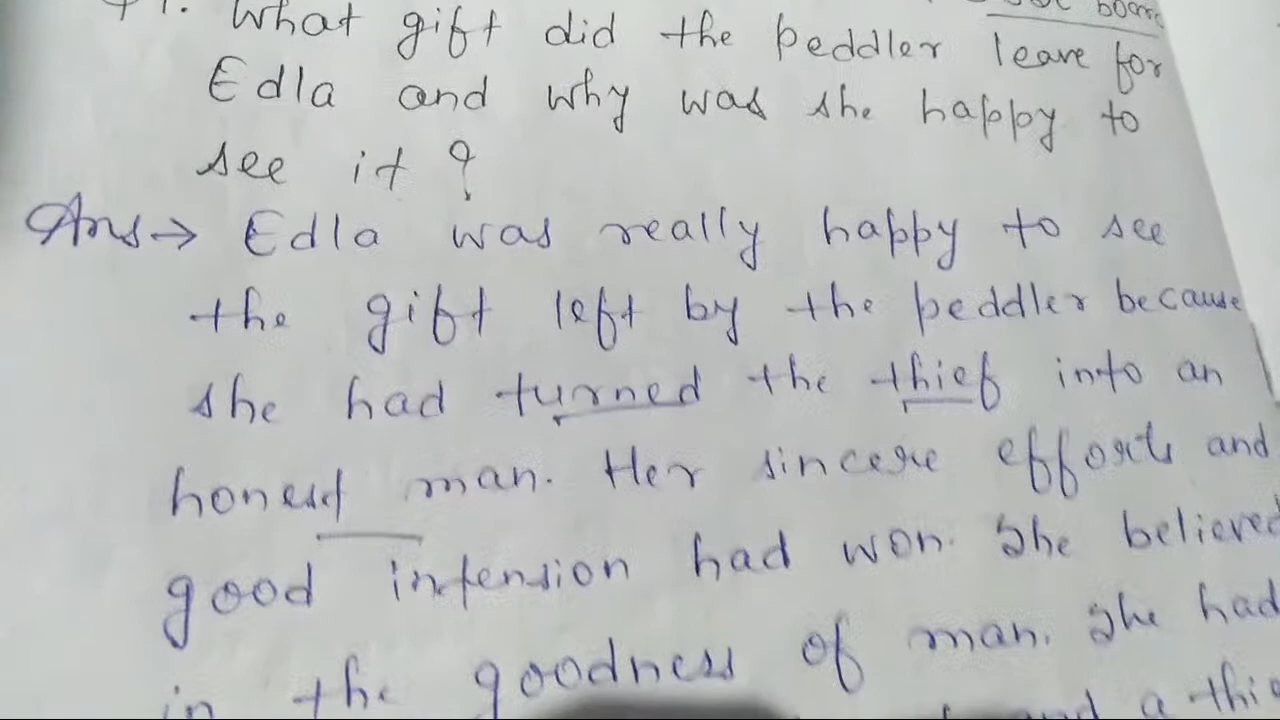 What gift did the peddler leave for
Edla and why was she happy to
see it ?
Ans → Edla was really happy to see
the gift left by the peddler because
she had turned the thief into an
honest man. Her sincere efforts and
good intension had won. She believed
in the goodness of man. She had
a